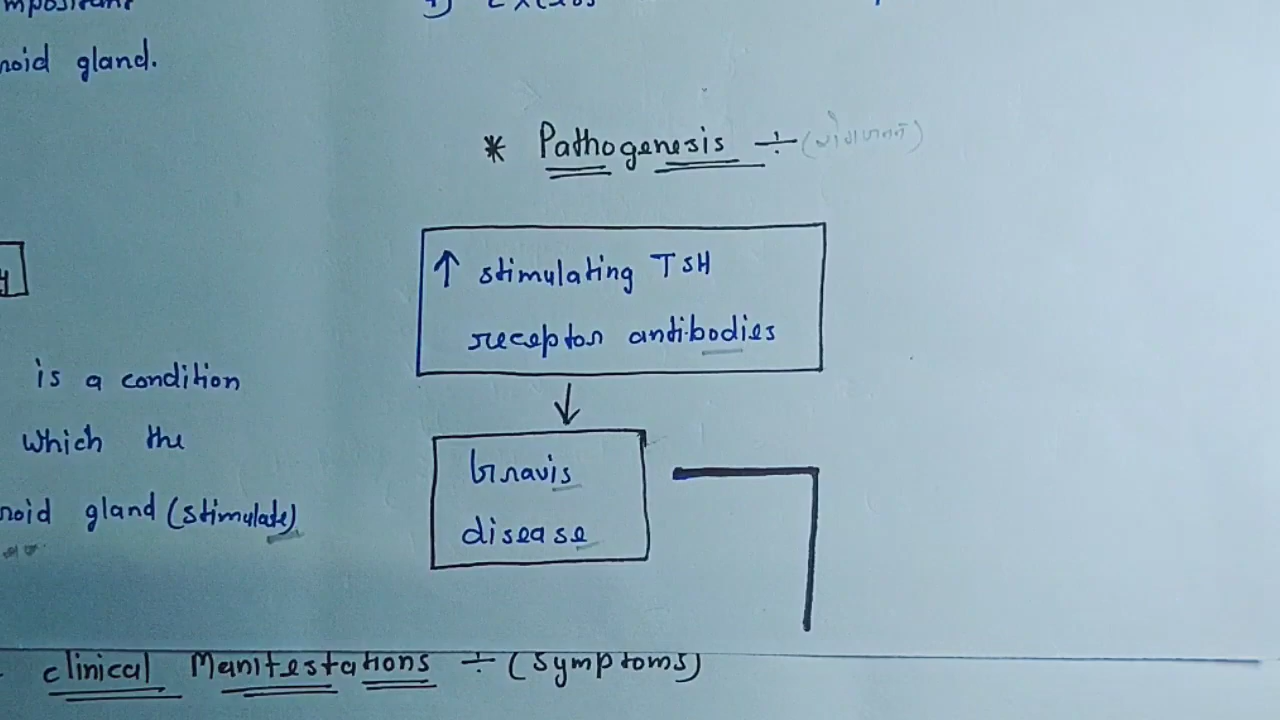 noid gland.
* Pathogenesis ÷
↑ stimulating TSH
receptor antibodies
is a condition
which the
noid gland (stimulate)
Gravis
disease
clinical Manifestations ÷ (symptoms)